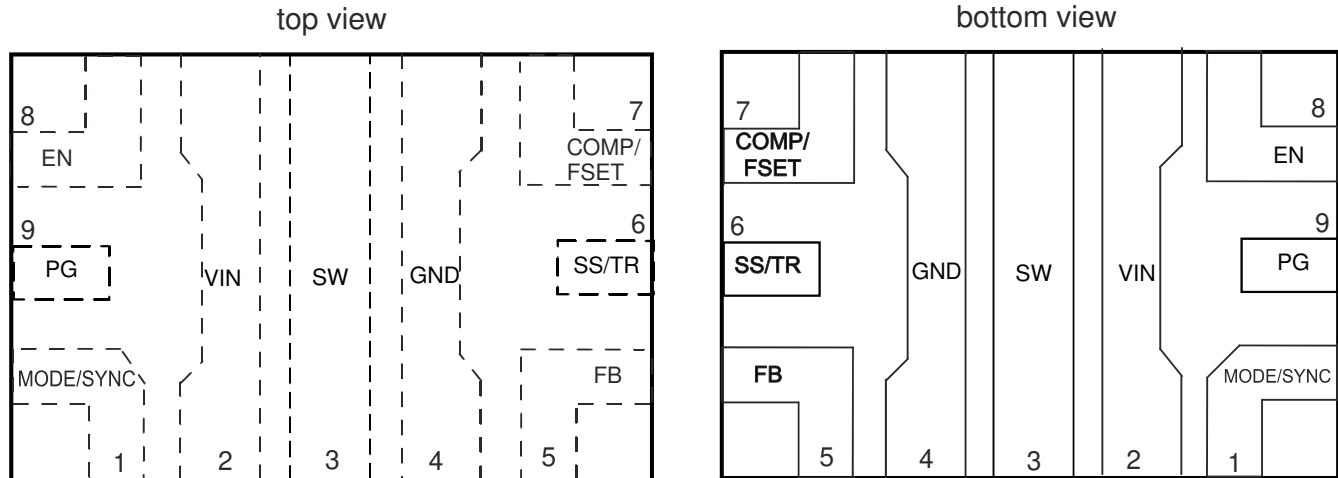 top view
8
7
EN
COMP/
FSET
9
6
PG
VIN
SW
GND
SS/TR
MODE/SYNC
FB
1
2
3
4
5
bottom view
7
8
COMP/
FSET
EN
6
9
SS/TR
GND
SW
VIN
PG
FB
MODE/SYNC
5
4
3
2
1